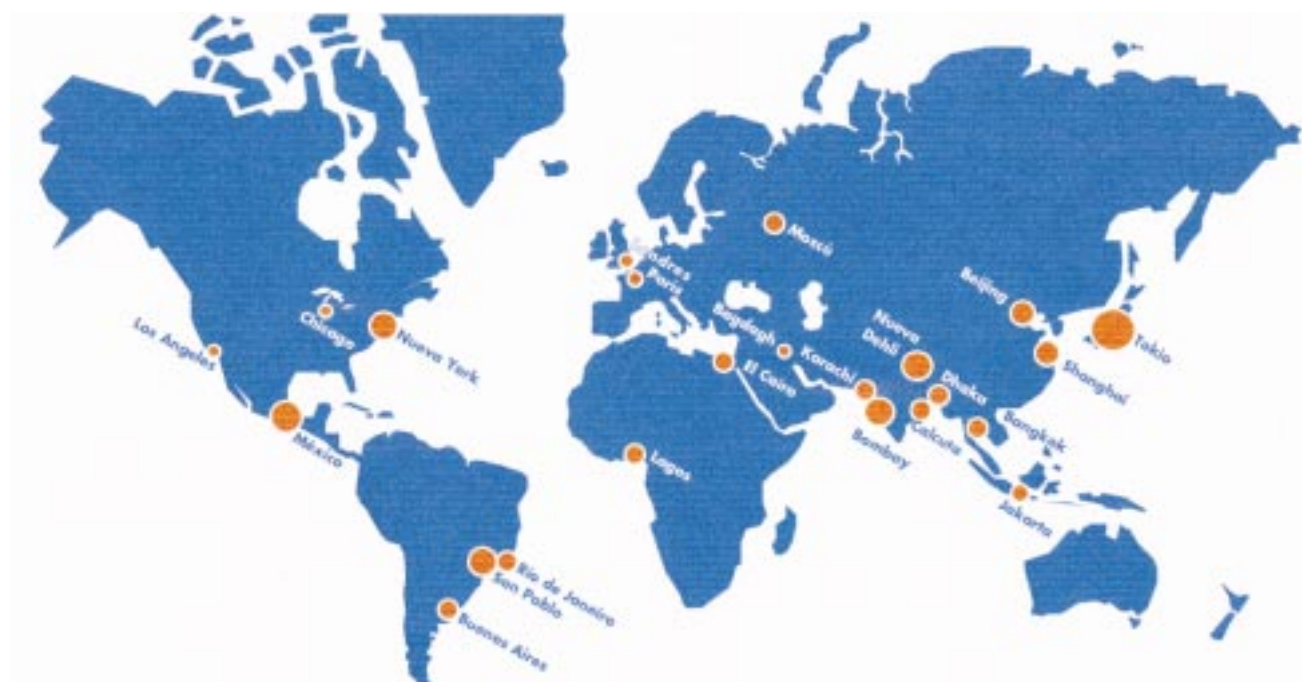 Moscú
Londres
París
Beijing
Bagdagh
Nueva
Dehli
Chicago
Los Angeles
Nueva York
Karachi
El Cairo
Dhaka
Tokio
Shanghai
México
Bombay
Calcuta
Bangkok
Lagos
Jakarta
Río de Janeiro
San Pablo
Buenos Aires